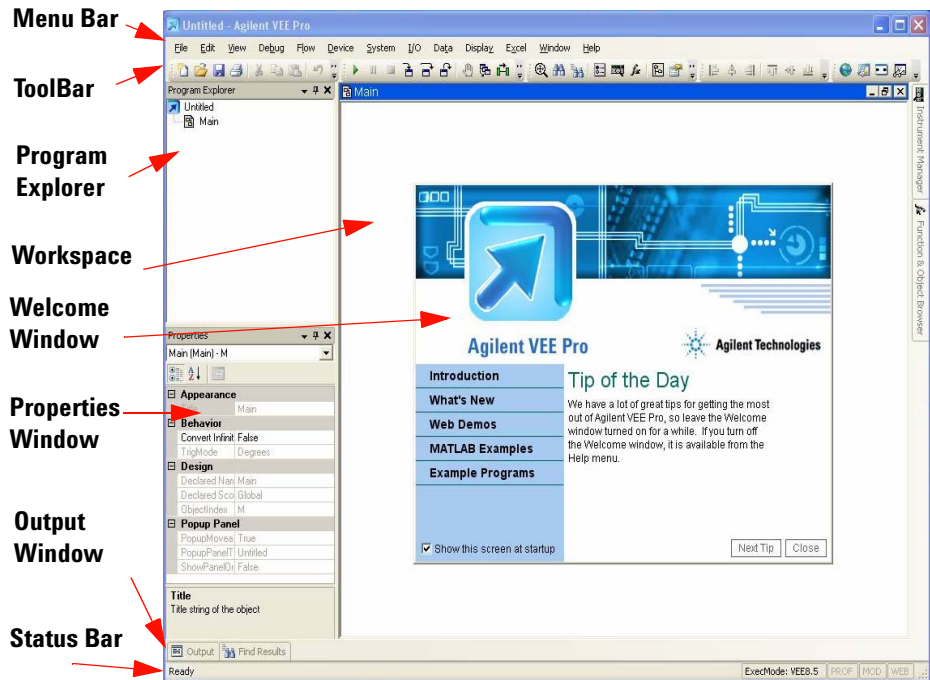 Menu Bar
ToolBar
Program
Explorer
Workspace
Welcome
Window
Properties
Window
Output
Window
Status Bar
Untitled - Agilent VEE Pro
File Edit View Debug Flow Device System I/O Data Display Excel Window Help
Program Explorer
Untitled
Main
Main
Instrument Manager
Function & Object Browser
Agilent VEE Pro
Agilent Technologies
Introduction
What's New
Web Demos
MATLAB Examples
Example Programs
Show this screen at startup
Tip of the Day
We have a lot of great tips for getting the most
out of Agilent VEE Pro, so leave the Welcome
window turned on for a while. If you turn off
the Welcome window, it is available from the
Help menu.
Next Tip Close
Properties
Main (Main) - M
Appearance
Title Main
Behavior
Convert Infinit False
TrigMode Degrees
Design
Declared Nan Main
Declared Sco Global
ObjectIndex M
Popup Panel
PopupMovea True
PopupPanelT Untitled
ShowPanelOr False
Title
Title string of the object
Output Find Results
Ready
ExecMode: VEE8.5 PROF MOD WEB